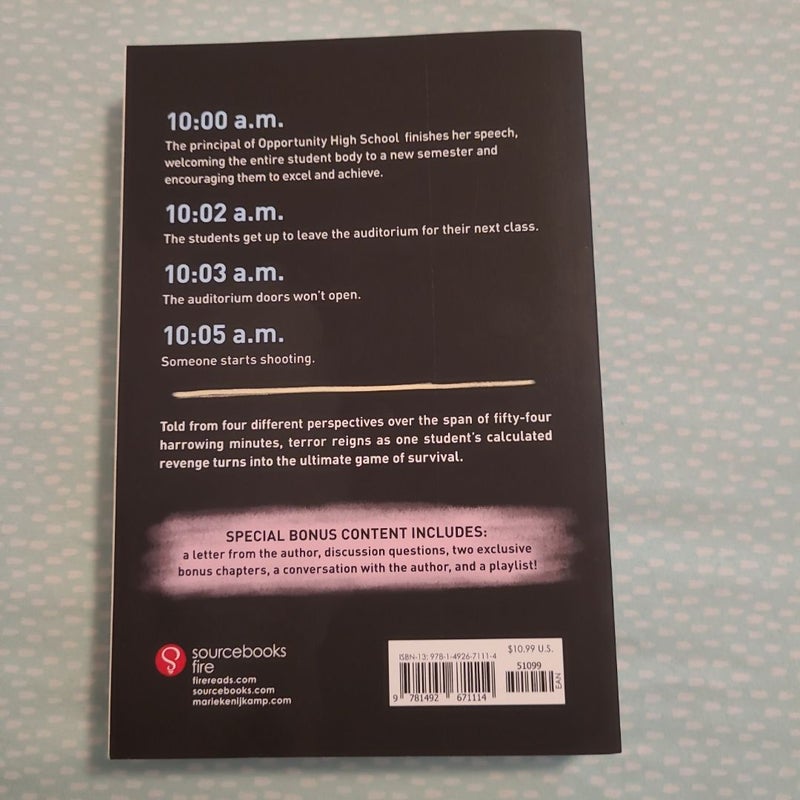 10:00 a.m.
The principal of Opportunity High School finishes her speech,
welcoming the entire student body to a new semester and
encouraging them to excel and achieve.
10:02 a.m.
The students get up to leave the auditorium for their next class.
10:03 a.m.
The auditorium doors won't open.
10:05 a.m.
Someone starts shooting.
Told from four different perspectives over the span of fifty-four
harrowing minutes, terror reigns as one student's calculated
revenge turns into the ultimate game of survival.
SPECIAL BONUS CONTENT INCLUDES:
a letter from the author, discussion questions, two exclusive
bonus chapters, a conversation with the author, and a playlist!
sourcebooks
fire
firereads.com
sourcebooks.com
mariekenijkamp.com
ISBN-13: 978-1-4926-7111-4
9 781492 671114
$10.99 U.S.
51099
EAN